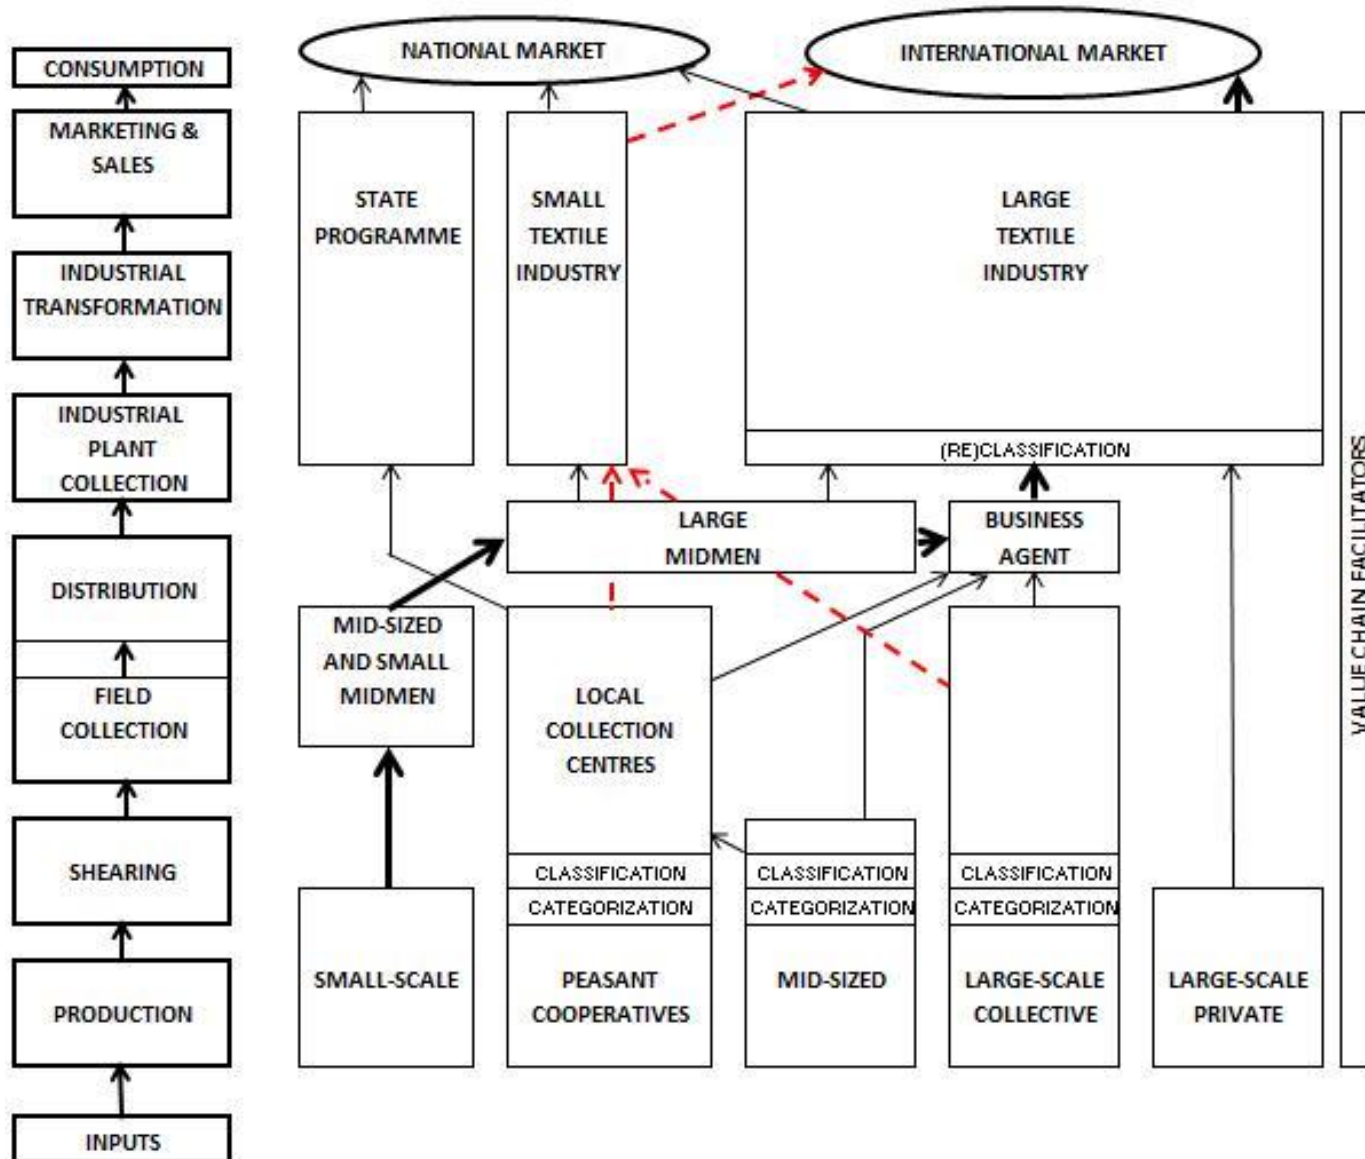 CONSUMPTION
MARKETING &
SALES
INDUSTRIAL
TRANSFORMATION
INDUSTRIAL
PLANT
COLLECTION
DISTRIBUTION
FIELD
COLLECTION
SHEARING
PRODUCTION
INPUTS
NATIONAL MARKET
INTERNATIONAL MARKET
STATE
PROGRAMME
SMALL
TEXTILE
INDUSTRY
LARGE
TEXTILE
INDUSTRY
(RE)CLASSIFICATION
LARGE
MIDMEN
BUSINESS
AGENT
MID-SIZED
AND SMALL
MIDMEN
LOCAL
COLLECTION
CENTRES
CLASSIFICATION
CLASSIFICATION
CLASSIFICATION
CATEGORIZATION
CATEGORIZATION
CATEGORIZATION
SMALL-SCALE
PEASANT
COOPERATIVES
MID-SIZED
LARGE-SCALE
COLLECTIVE
LARGE-SCALE
PRIVATE
VALUE CHAIN FACILITATORS